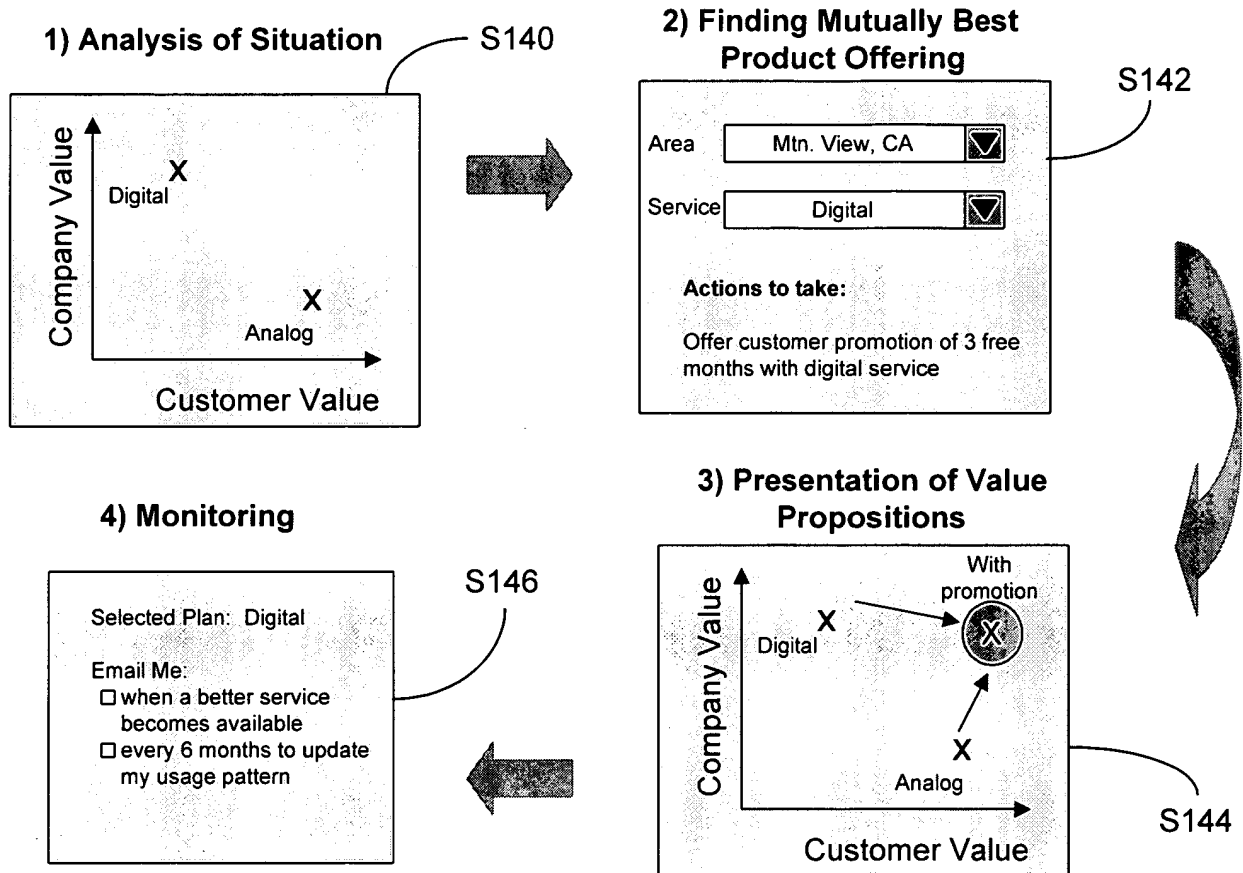 1) Analysis of Situation
S140
Company Value
Digital
X
X
Analog
Customer Value
2) Finding Mutually Best
Product Offering
S142
Area
Mtn. View, CA
Service
Digital
Actions to take:
Offer customer promotion of 3 free
months with digital service
3) Presentation of Value
Propositions
With
promotion
Company Value
X
Digital
X
X
Analog
Customer Value
S144
4) Monitoring
S146
Selected Plan: Digital
Email Me:
when a better service
becomes available
every 6 months to update
my usage pattern